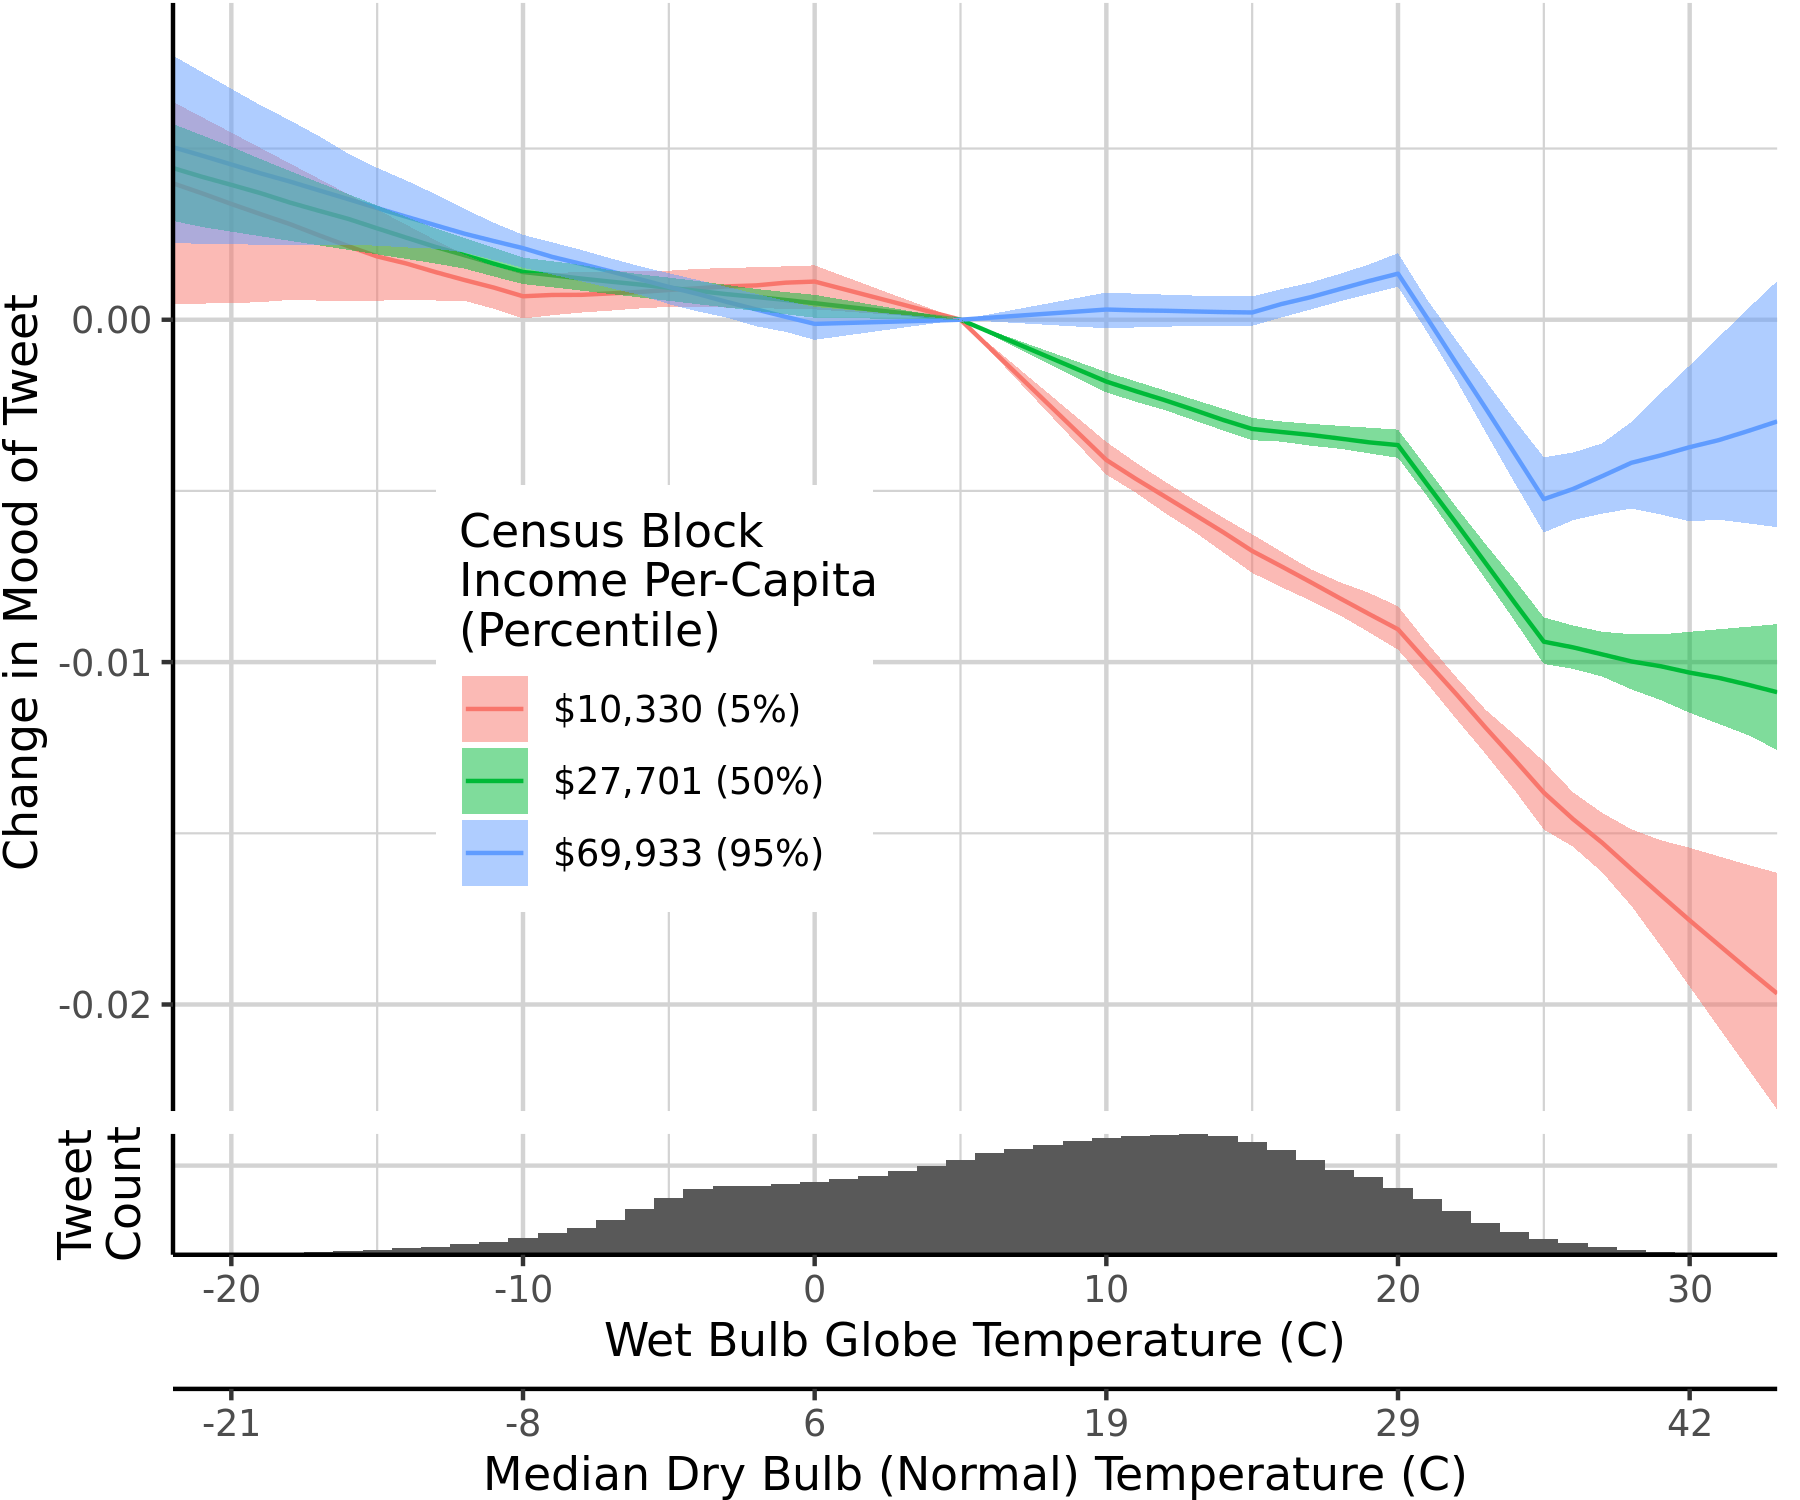 Change in Mood of Tweet
0.00
-0.01
-0.02
Census Block
Income Per-Capita
(Percentile)
$10,330 (5%)
$27,701 (50%)
$69,933 (95%)
Tweet
Count
-20 -10 0 10 20 30
Wet Bulb Globe Temperature (C)
-21 -8 6 19 29 42
Median Dry Bulb (Normal) Temperature (C)